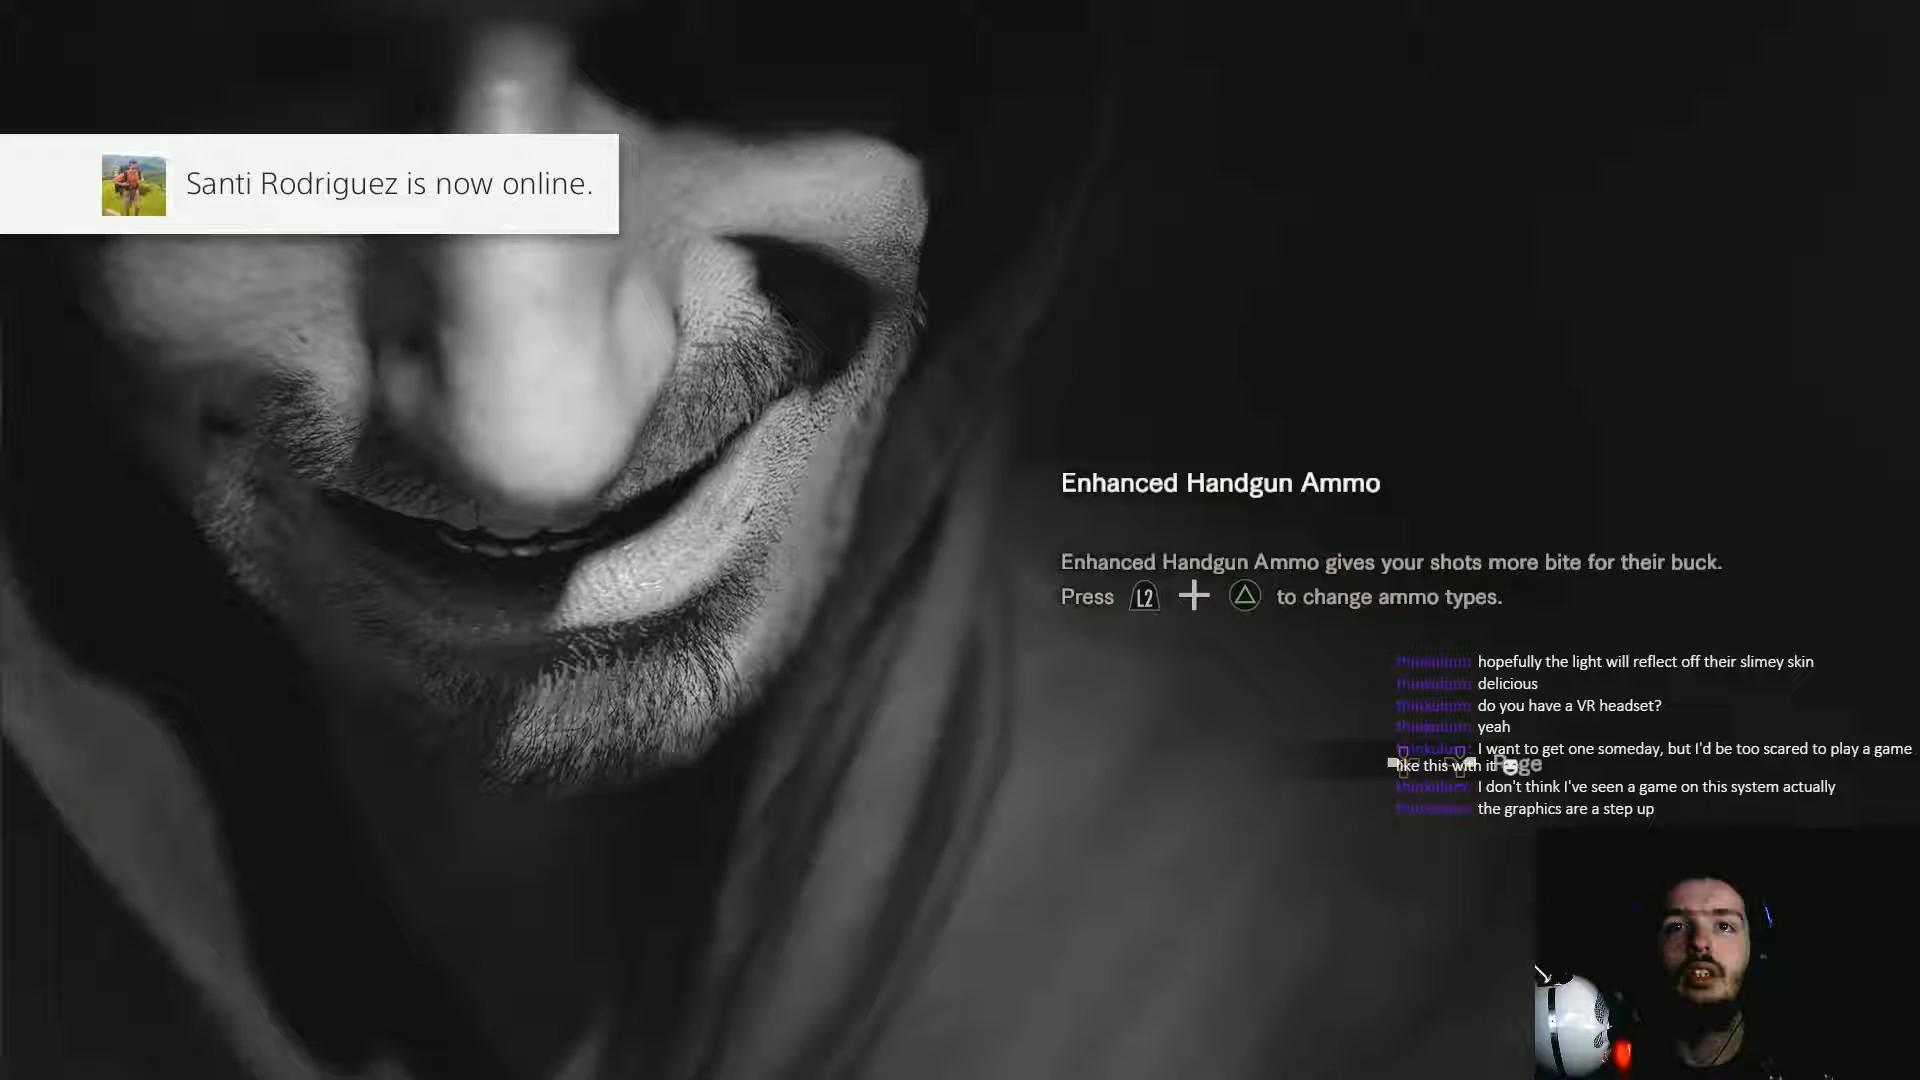 Santi Rodriguez is now online.
Enhanced Handgun Ammo
Enhanced Handgun Ammo gives your shots more bite for their buck.
Press L2 + to change ammo types.
hopefully the light will reflect off their slimey skin
delicious
do you have a VR headset?
yeah
I want to get one someday, but I'd be too scared to play a game
like this with it
Page
I don't think I've seen a game on this system actually
the graphics are a step up